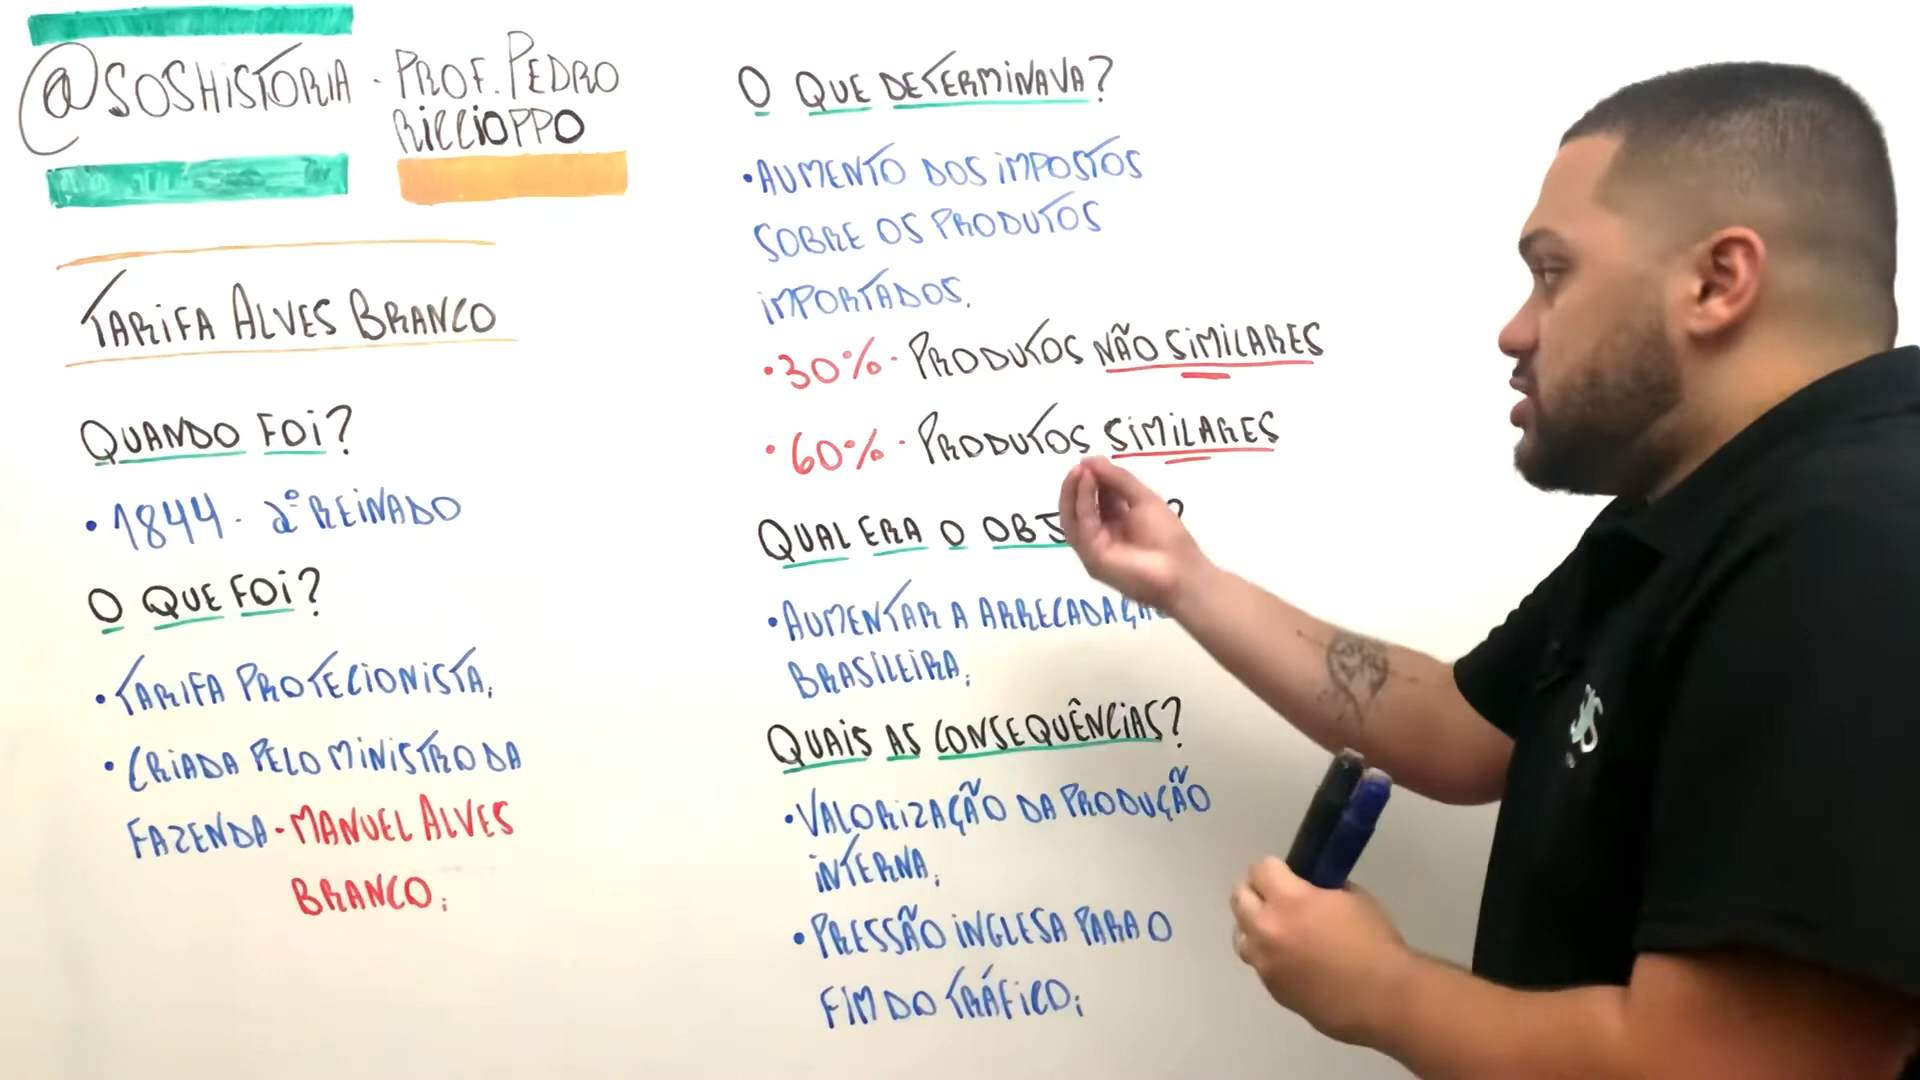 @SOSHISTORIA - PROF. PEDRO
RICCIOPPO
TARIFA ALVES BRANCO
QUANDO FOI?
• 1844 - 2º REINADO
O QUE FOI?
• TARIFA PROTECIONISTA;
• CRIADA PELO MINISTRO DA
FAZENDA - MANUEL ALVES
BRANCO;
O QUE DETERMINAVA?
• AUMENTO DOS IMPOSTOS
SOBRE OS PRODUTOS
IMPORTADOS.
• 30% - PRODUTOS NÃO SIMILARES
• 60% - PRODUTOS SIMILARES
QUAL ERA O ?
• AUMENTAR A
BRASILEIRA;
QUAIS AS CONSEQUÊNCIAS?
• VALORIZAÇÃO DA PRODUÇÃO
INTERNA;
• PRESSÃO INGLESA PARA O
FIM DO TRÁFICO;